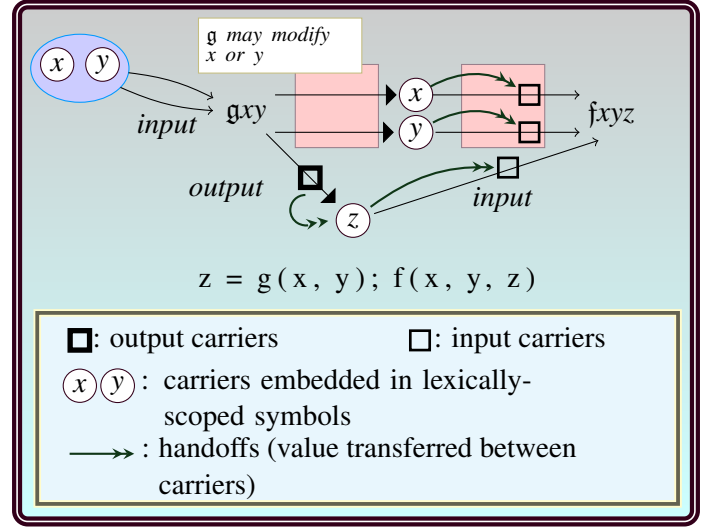 𝔤 may modify
x or y
x y
input
𝔤xy
x
y
𝔣xyz
output
z
input
z = g(x, y); f(x, y, z)
: output carriers
: input carriers
x y : carriers embedded in lexically-
scoped symbols
: handoffs (value transferred between
carriers)